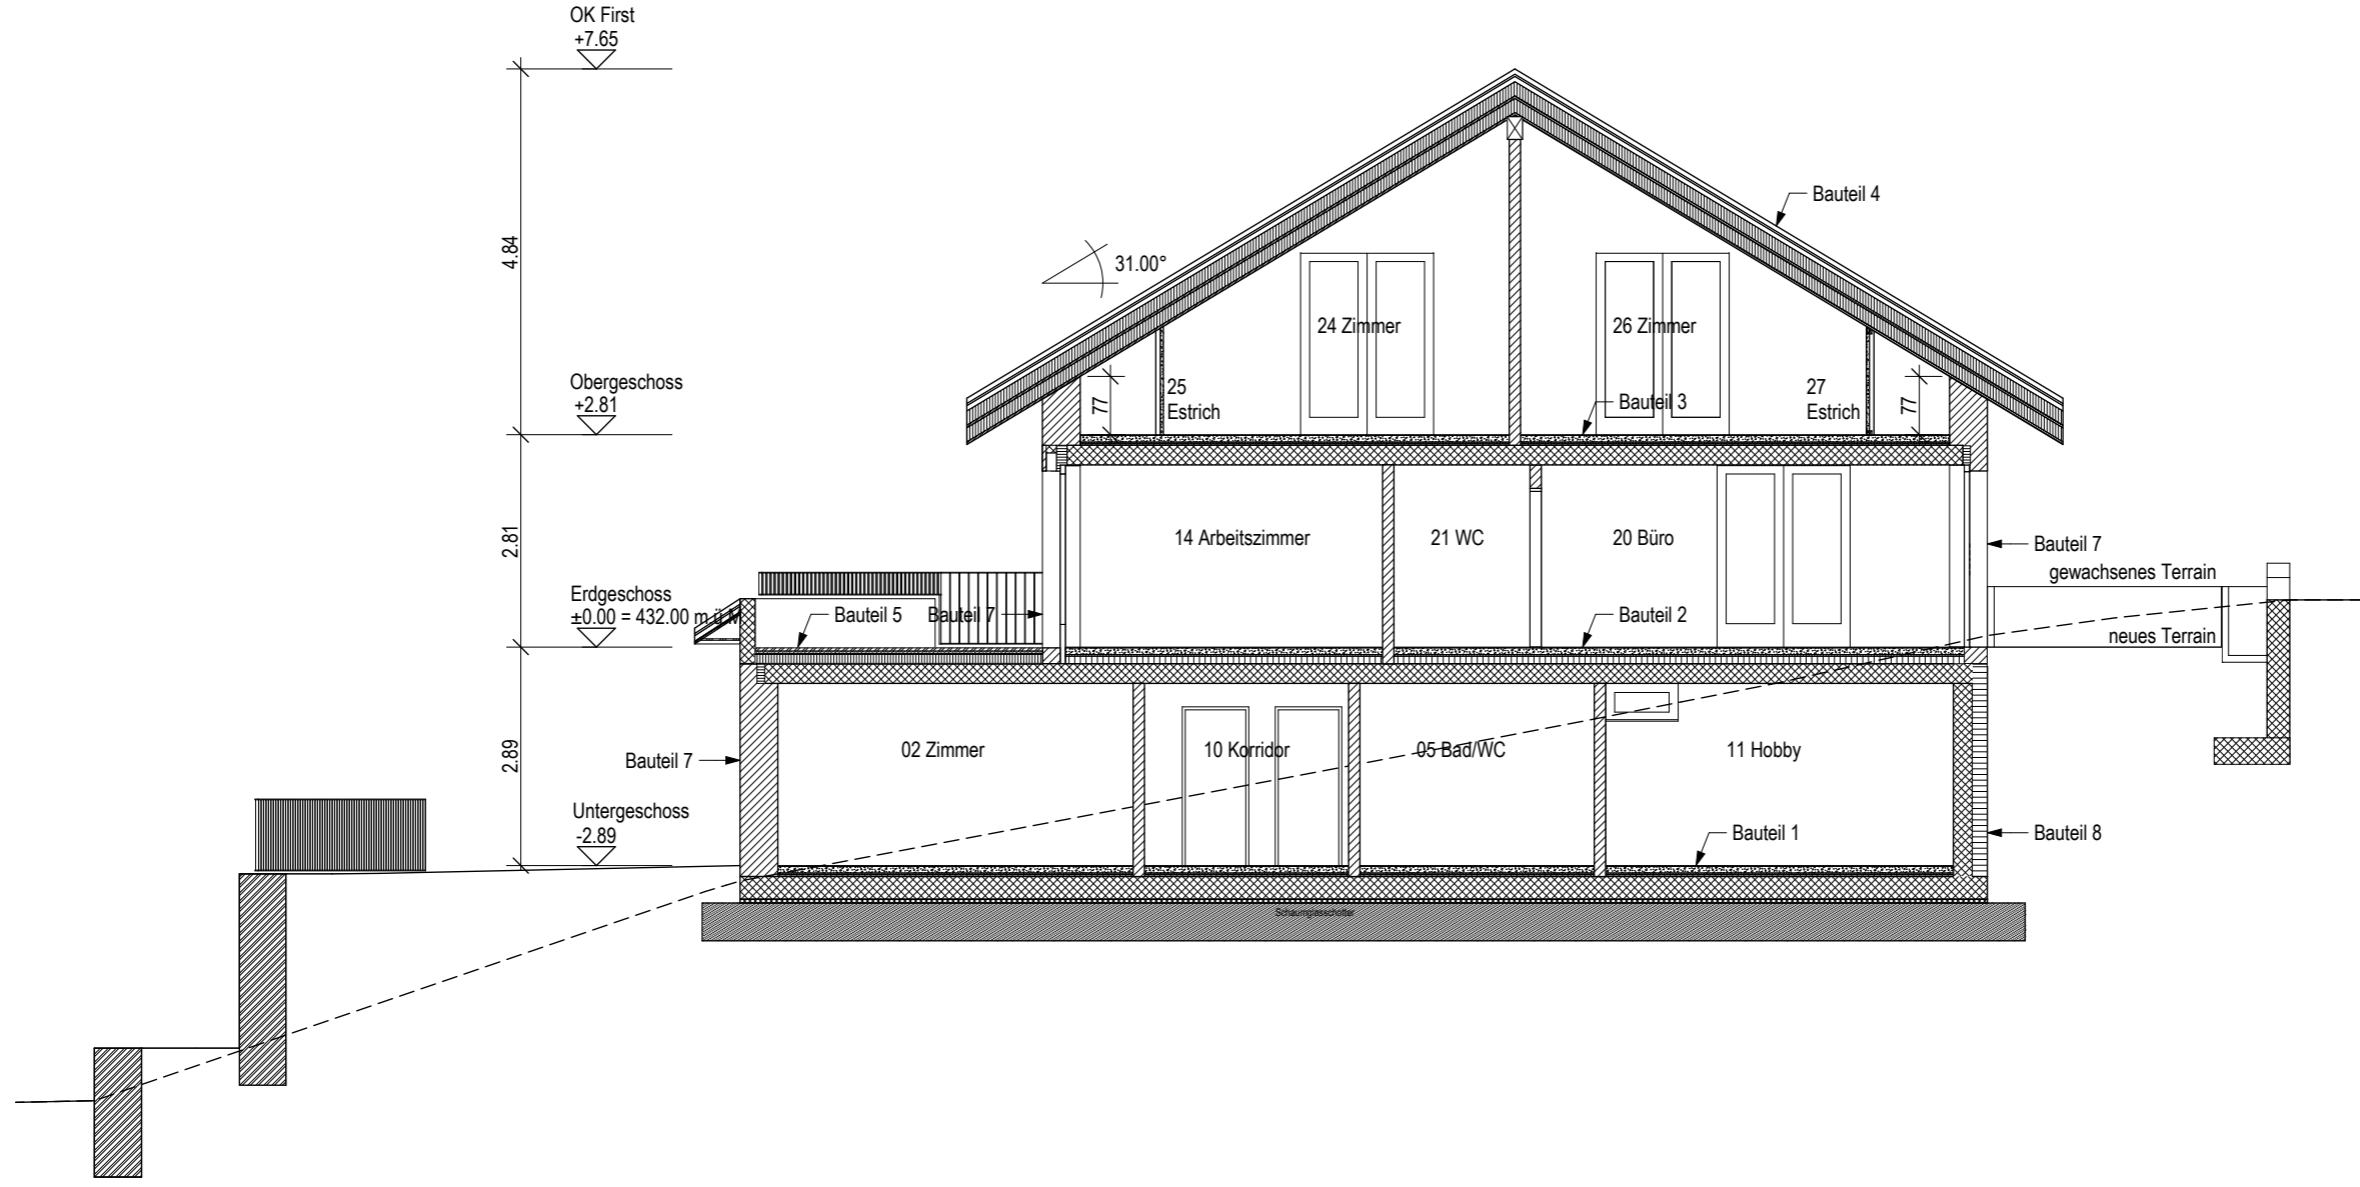 OK First
+7.65
Bauteil 4
4.84
31.00°
24 Zimmer
26 Zimmer
Obergeschoss
+2.81
77
25
Estrich
Bauteil 3
27
Estrich
77
2.81
14 Arbeitszimmer
21 WC
20 Büro
Bauteil 7
gewachsenes Terrain
Erdgeschoss
±0.00 = 432.00 m ü M
Bauteil 5
Bauteil 7
Bauteil 2
neues Terrain
2.89
Bauteil 7
02 Zimmer
10 Korridor
05 Bad/WC
11 Hobby
Untergeschoss
-2.89
Bauteil 1
Bauteil 8
Schaumglasschotter